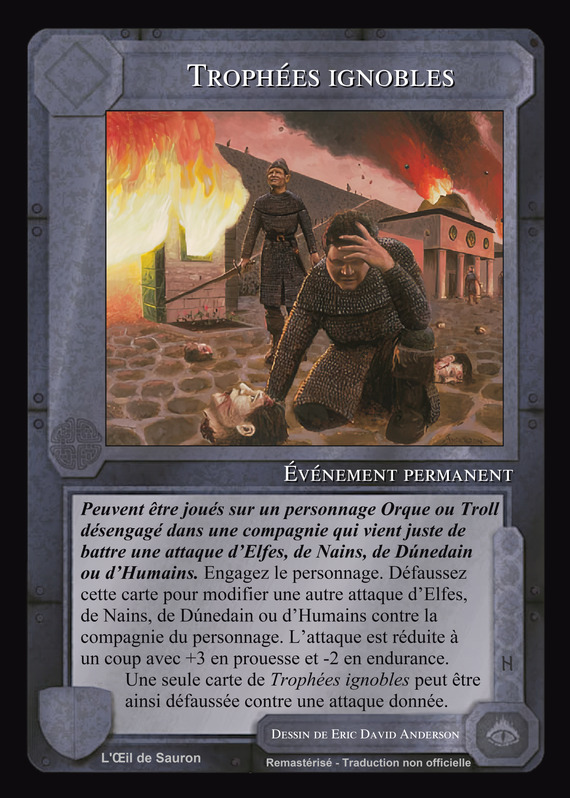 Trophées ignobles
Événement permanent
Peuvent être joués sur un personnage Orque ou Troll
désengagé dans une compagnie qui vient juste de
battre une attaque d'Elfes, de Nains, de Dúnedain
ou d'Humains. Engagez le personnage. Défaussez
cette carte pour modifier une autre attaque d'Elfes,
de Nains, de Dúnedain ou d'Humains contre la
compagnie du personnage. L'attaque est réduite à
un coup avec +3 en prouesse et -2 en endurance.
Une seule carte de Trophées ignobles peut être
ainsi défaussée contre une attaque donnée.
Dessin de Eric David Anderson
L'Œil de Sauron
Remastérisé - Traduction non officielle